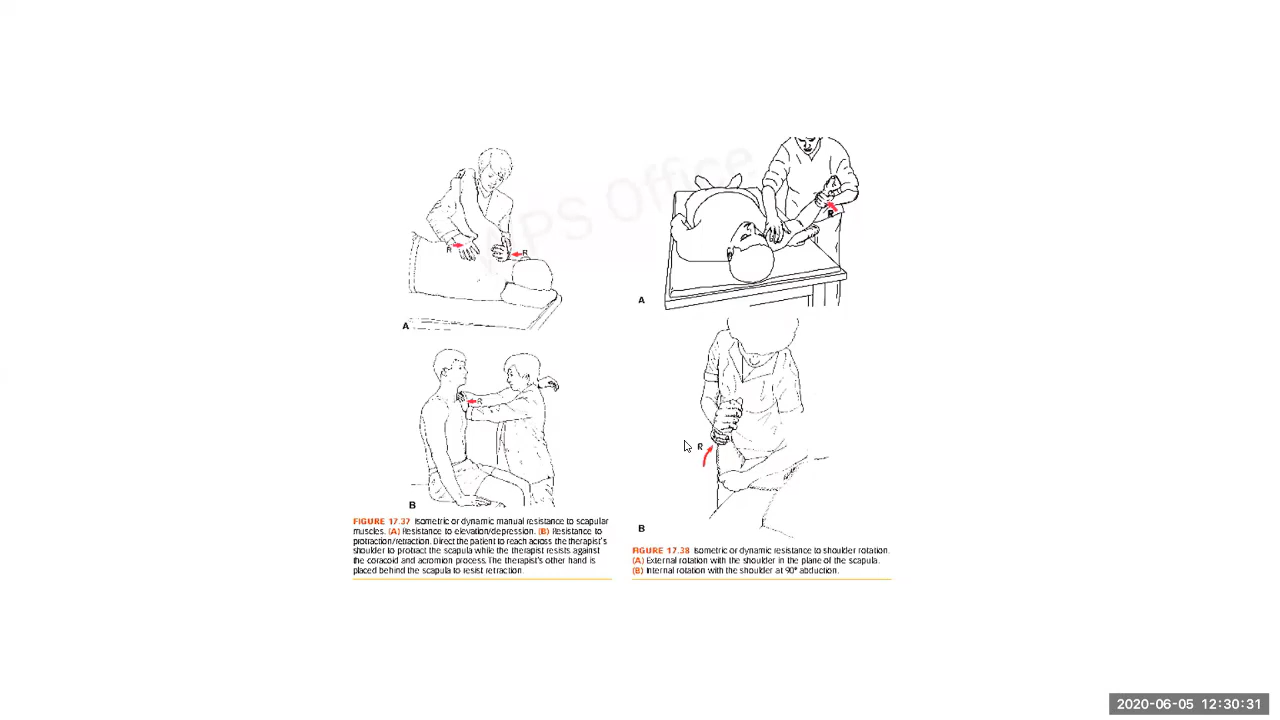 PS Office
R
R
A
R
B
FIGURE 17.37 Isometric or dynamic manual resistance to scapular
muscles. (A) Resistance to elevation/depression. (B) Resistance to
protraction/retraction. Direct the patient to reach across the therapist's
shoulder to protract the scapula while the therapist resists against
the coracoid and acromion process. The therapist's other hand is
placed behind the scapula to resist retraction.
R
A
R
B
FIGURE 17.38 Isometric or dynamic resistance to shoulder rotation.
(A) External rotation with the shoulder in the plane of the scapula.
(B) Internal rotation with the shoulder at 90° abduction.
2020-06-05 12:30:31